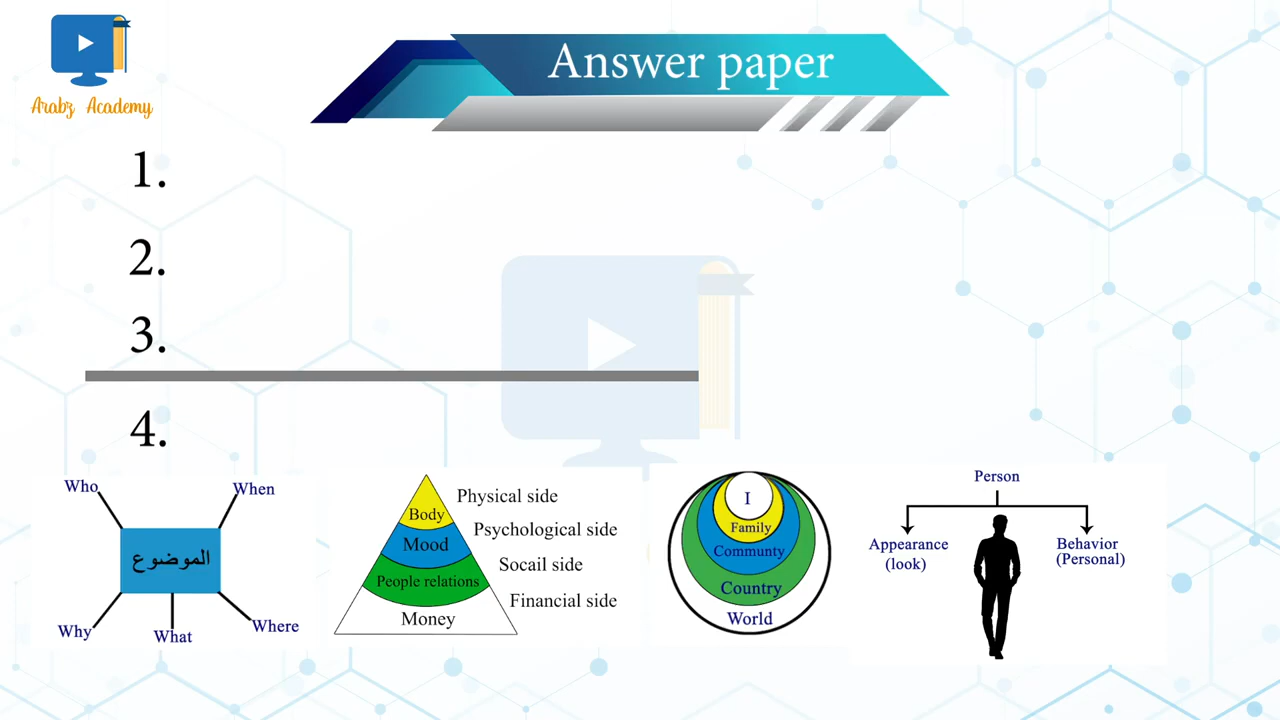 Arabz Academy
Answer paper
1.
2.
3.
4.
Who
When
الموضوع
Why
What
Where
Body
Mood
People relations
Money
Physical side
Psychological side
Socail side
Financial side
I
Family
Communty
Country
World
Person
Appearance
(look)
Behavior
(Personal)